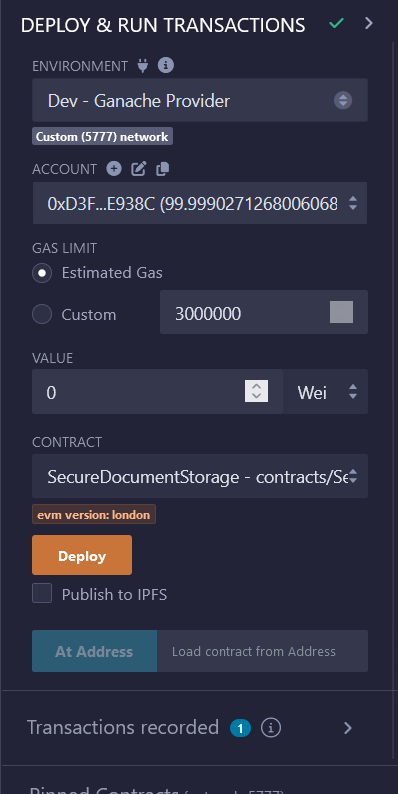 DEPLOY & RUN TRANSACTIONS
ENVIRONMENT
Dev - Ganache Provider
Custom (5777) network
ACCOUNT
0xD3F...E938C (99.9990271268006068
GAS LIMIT
Estimated Gas
Custom
3000000
VALUE
0
Wei
CONTRACT
SecureDocumentStorage - contracts/Se
evm version: london
Deploy
Publish to IPFS
At Address
Load contract from Address
Transactions recorded 1
Pinned Contracts